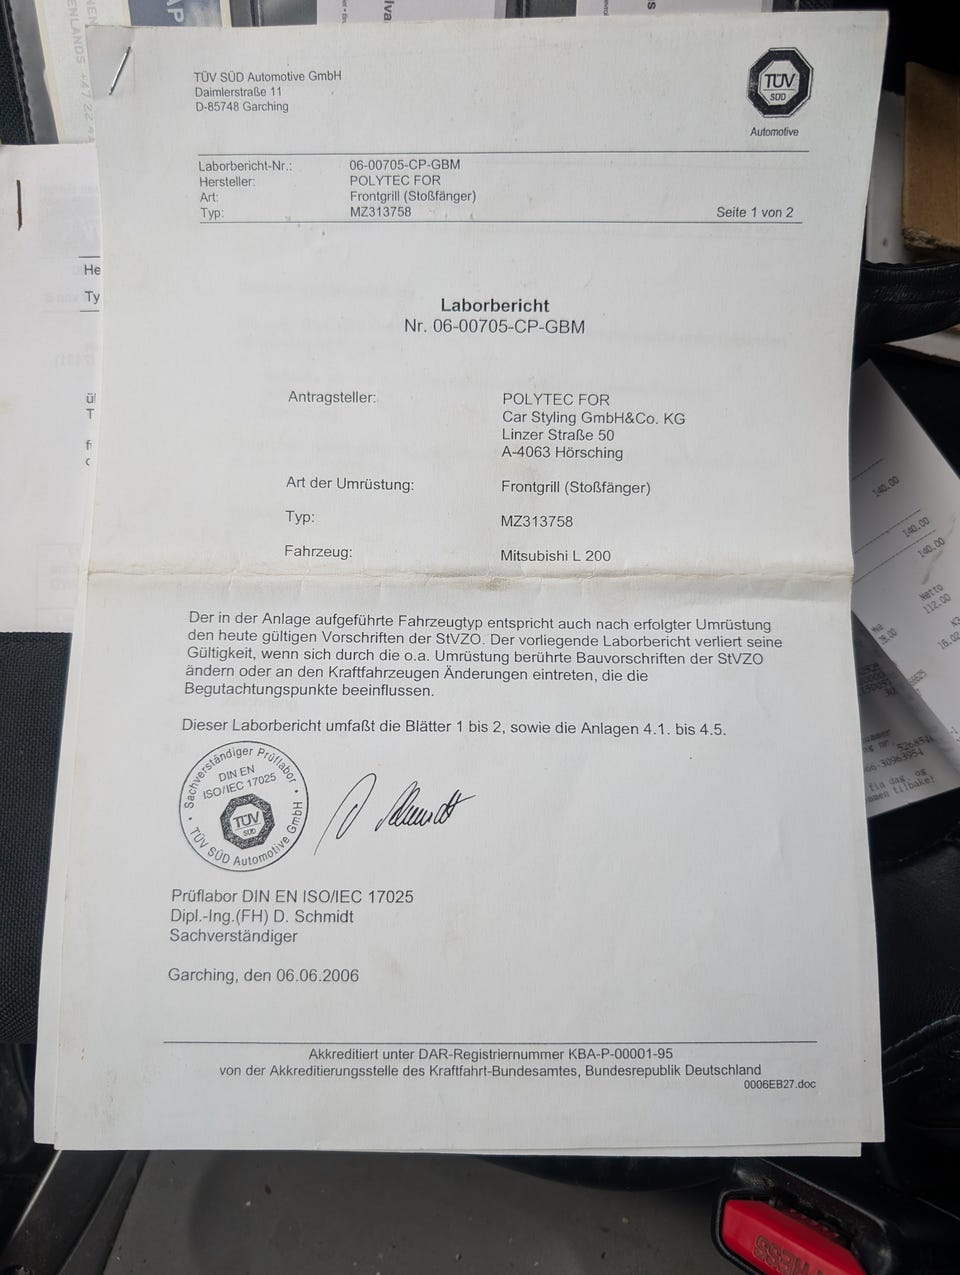 TÜV SÜD Automotive GmbH
Daimlerstraße 11
D-85748 Garching
TÜV
SÜD
Automotive
Laborbericht-Nr.: 06-00705-CP-GBM
Hersteller: POLYTEC FOR
Art: Frontgrill (Stoßfänger)
Typ: MZ313758 Seite 1 von 2
Laborbericht
Nr. 06-00705-CP-GBM
Antragsteller: POLYTEC FOR
Car Styling GmbH&Co. KG
Linzer Straße 50
A-4063 Hörsching
Art der Umrüstung: Frontgrill (Stoßfänger)
Typ: MZ313758
Fahrzeug: Mitsubishi L 200
Der in der Anlage aufgeführte Fahrzeugtyp entspricht auch nach erfolgter Umrüstung
den heute gültigen Vorschriften der StVZO. Der vorliegende Laborbericht verliert seine
Gültigkeit, wenn sich durch die o.a. Umrüstung berührte Bauvorschriften der StVZO
ändern oder an den Kraftfahrzeugen Änderungen eintreten, die die
Begutachtungspunkte beeinflussen.
Dieser Laborbericht umfaßt die Blätter 1 bis 2, sowie die Anlagen 4.1. bis 4.5.
Sachverständiger Prüflabor
DIN EN
ISO/IEC 17025
TÜV
SÜD
TÜV SÜD Automotive GmbH
D. Schmidt
Prüflabor DIN EN ISO/IEC 17025
Dipl.-Ing.(FH) D. Schmidt
Sachverständiger
Garching, den 06.06.2006
Akkreditiert unter DAR-Registriernummer KBA-P-00001-95
von der Akkreditierungsstelle des Kraftfahrt-Bundesamtes, Bundesrepublik Deutschland
0006EB27.doc
He
Ty
140.00
140.00
140.00
Netto
112.00